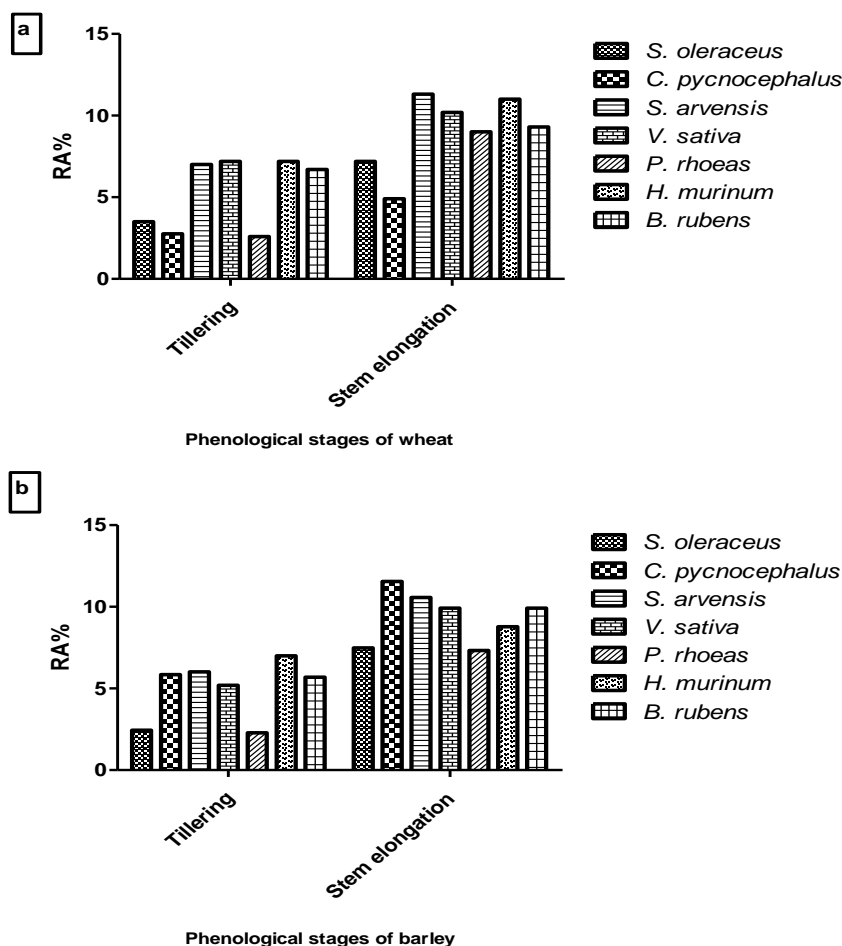 a
15
10
5
0
RA%
Tillering
Stem elongation
Phenological stages of wheat
S. oleraceus
C. pycnocephalus
S. arvensis
V. sativa
P. rhoeas
H. murinum
B. rubens
b
15
10
5
0
RA%
Tillering
Stem elongation
Phenological stages of barley
S. oleraceus
C. pycnocephalus
S. arvensis
V. sativa
P. rhoeas
H. murinum
B. rubens